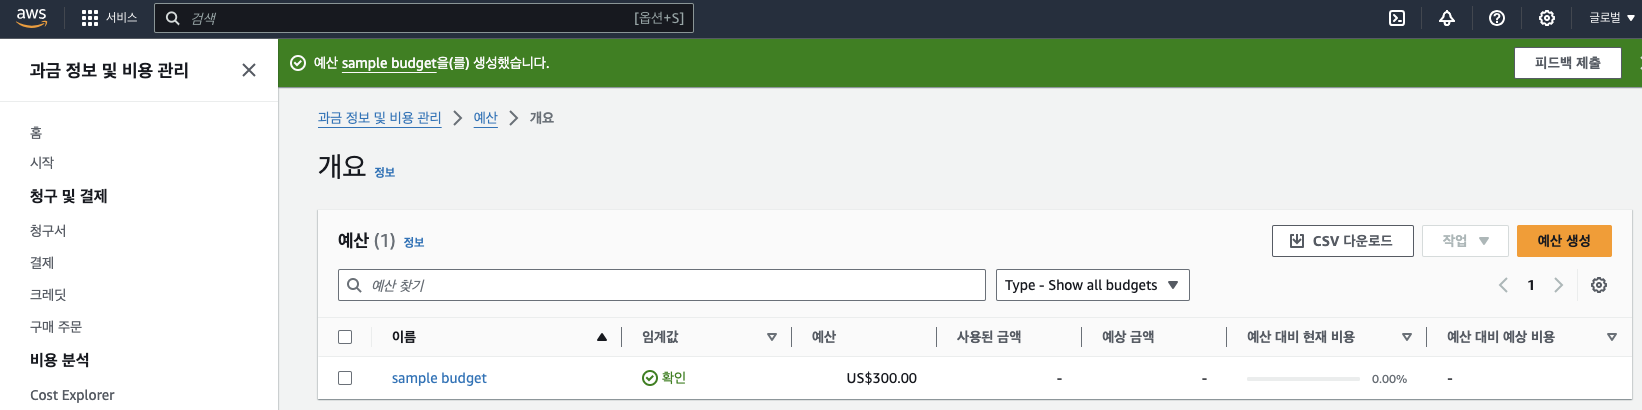 aws 서비스 검색 [옵션+S] 글로벌
과금 정보 및 비용 관리
예산 sample budget을(를) 생성했습니다.
피드백 제출
홈
시작
청구 및 결제
청구서
결제
크레딧
구매 주문
비용 분석
Cost Explorer
과금 정보 및 비용 관리 예산 개요
개요 정보
예산 (1) 정보
CSV 다운로드 작업 예산 생성
예산 찾기 Type - Show all budgets 1
이름 임계값 예산 사용된 금액 예상 금액 예산 대비 현재 비용 예산 대비 예상 비용
sample budget 확인 US$300.00 - - 0.00% -